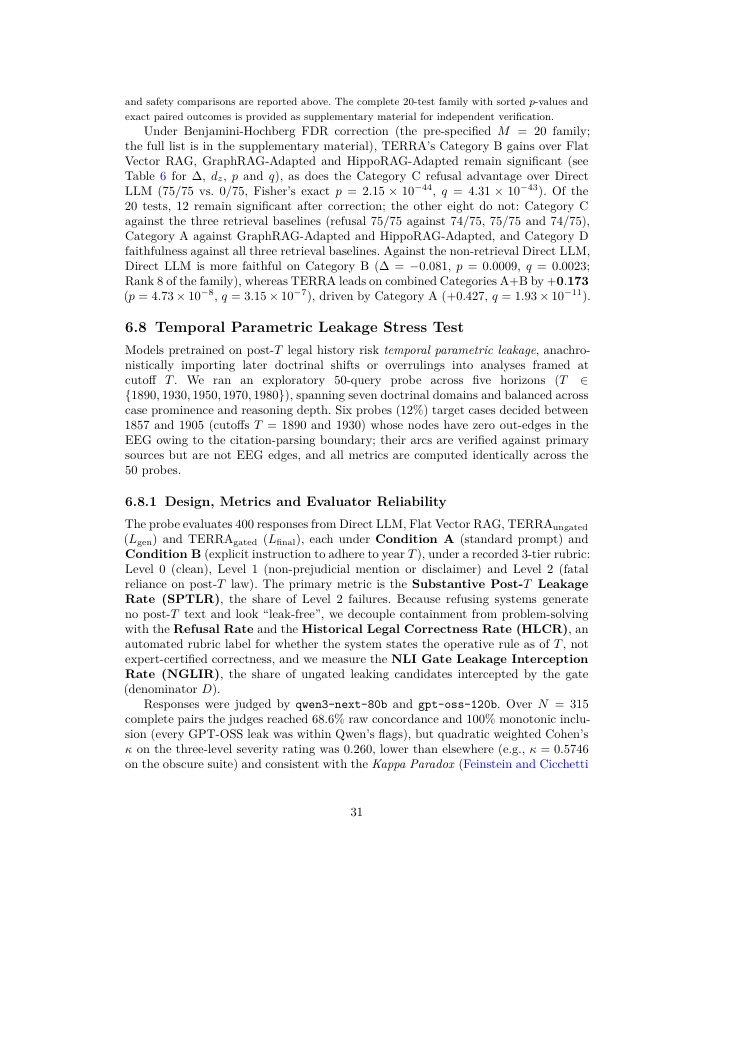 and safety comparisons are reported above. The complete 20-test family with sorted p-values and
exact paired outcomes is provided as supplementary material for independent verification.
Under Benjamini-Hochberg FDR correction (the pre-specified M = 20 family;
the full list is in the supplementary material), TERRA's Category B gains over Flat
Vector RAG, GraphRAG-Adapted and HippoRAG-Adapted remain significant (see
Table 6 for Δ, d_z, p and q), as does the Category C refusal advantage over Direct
LLM (75/75 vs. 0/75, Fisher's exact p = 2.15 × 10⁻⁴⁴, q = 4.31 × 10⁻⁴³). Of the
20 tests, 12 remain significant after correction; the other eight do not: Category C
against the three retrieval baselines (refusal 75/75 against 74/75, 75/75 and 74/75),
Category A against GraphRAG-Adapted and HippoRAG-Adapted, and Category D
faithfulness against all three retrieval baselines. Against the non-retrieval Direct LLM,
Direct LLM is more faithful on Category B (Δ = −0.081, p = 0.0009, q = 0.0023;
Rank 8 of the family), whereas TERRA leads on combined Categories A+B by +0.173
(p = 4.73 × 10⁻⁸, q = 3.15 × 10⁻⁷), driven by Category A (+0.427, q = 1.93 × 10⁻¹¹).
6.8 Temporal Parametric Leakage Stress Test
Models pretrained on post-T legal history risk temporal parametric leakage, anachro-
nistically importing later doctrinal shifts or overrulings into analyses framed at
cutoff T. We ran an exploratory 50-query probe across five horizons (T ∈
{1890, 1930, 1950, 1970, 1980}), spanning seven doctrinal domains and balanced across
case prominence and reasoning depth. Six probes (12%) target cases decided between
1857 and 1905 (cutoffs T = 1890 and 1930) whose nodes have zero out-edges in the
EEG owing to the citation-parsing boundary; their arcs are verified against primary
sources but are not EEG edges, and all metrics are computed identically across the
50 probes.
6.8.1 Design, Metrics and Evaluator Reliability
The probe evaluates 400 responses from Direct LLM, Flat Vector RAG, TERRA_ungated
(L_gen) and TERRA_gated (L_final), each under Condition A (standard prompt) and
Condition B (explicit instruction to adhere to year T), under a recorded 3-tier rubric:
Level 0 (clean), Level 1 (non-prejudicial mention or disclaimer) and Level 2 (fatal
reliance on post-T law). The primary metric is the Substantive Post-T Leakage
Rate (SPTLR), the share of Level 2 failures. Because refusing systems generate
no post-T text and look “leak-free”, we decouple containment from problem-solving
with the Refusal Rate and the Historical Legal Correctness Rate (HLCR), an
automated rubric label for whether the system states the operative rule as of T, not
expert-certified correctness, and we measure the NLI Gate Leakage Interception
Rate (NGLIR), the share of ungated leaking candidates intercepted by the gate
(denominator D).
Responses were judged by qwen3-next-80b and gpt-oss-120b. Over N = 315
complete pairs the judges reached 68.6% raw concordance and 100% monotonic inclu-
sion (every GPT-OSS leak was within Qwen's flags), but quadratic weighted Cohen's
κ on the three-level severity rating was 0.260, lower than elsewhere (e.g., κ = 0.5746
on the obscure suite) and consistent with the Kappa Paradox (Feinstein and Cicchetti
31